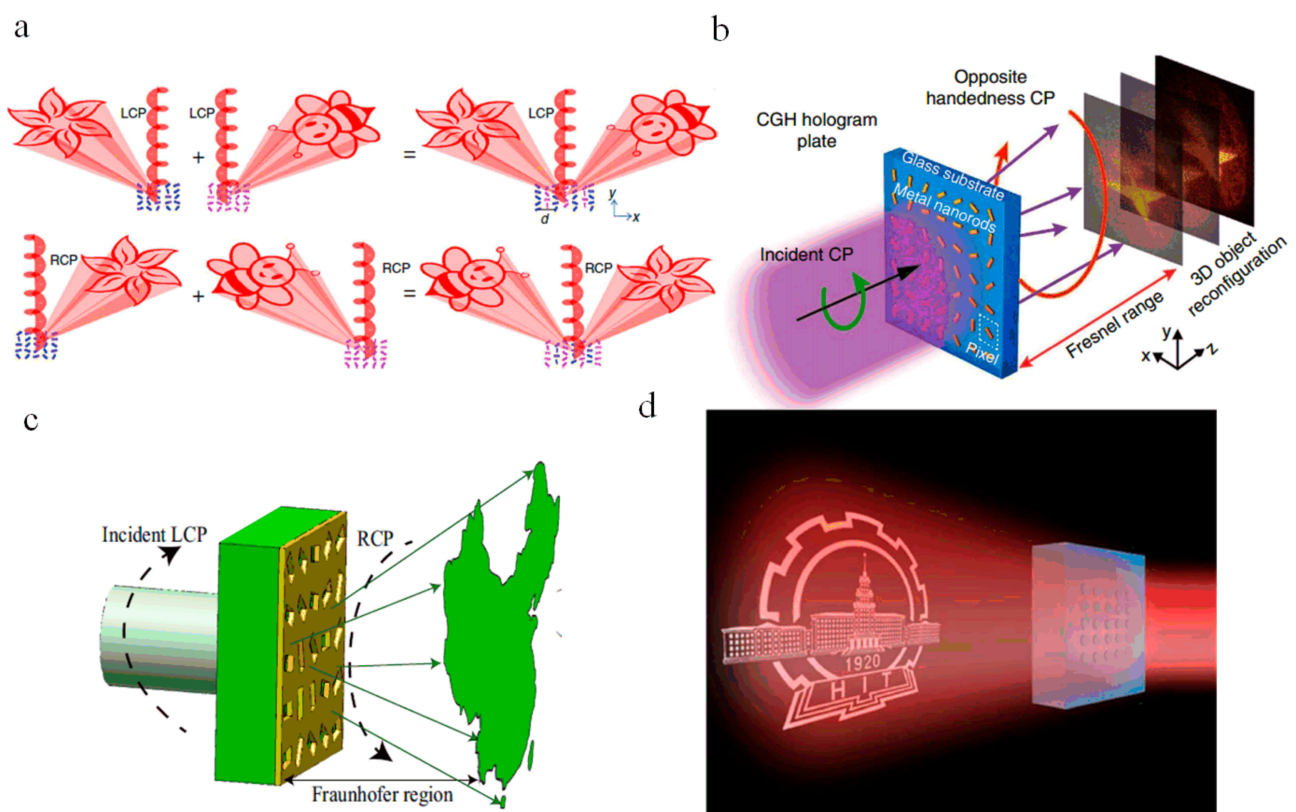 a
LCP
LCP
+
=
LCP
d
y
x
RCP
+
=
RCP
RCP
b
Opposite
handedness CP
CGH hologram
plate
Glass substrate
Metal nanorods
Incident CP
Pixel
Fresnel range
3D object
reconfiguration
y
x
z
c
Incident LCP
RCP
Fraunhofer region
d
1920
HIT